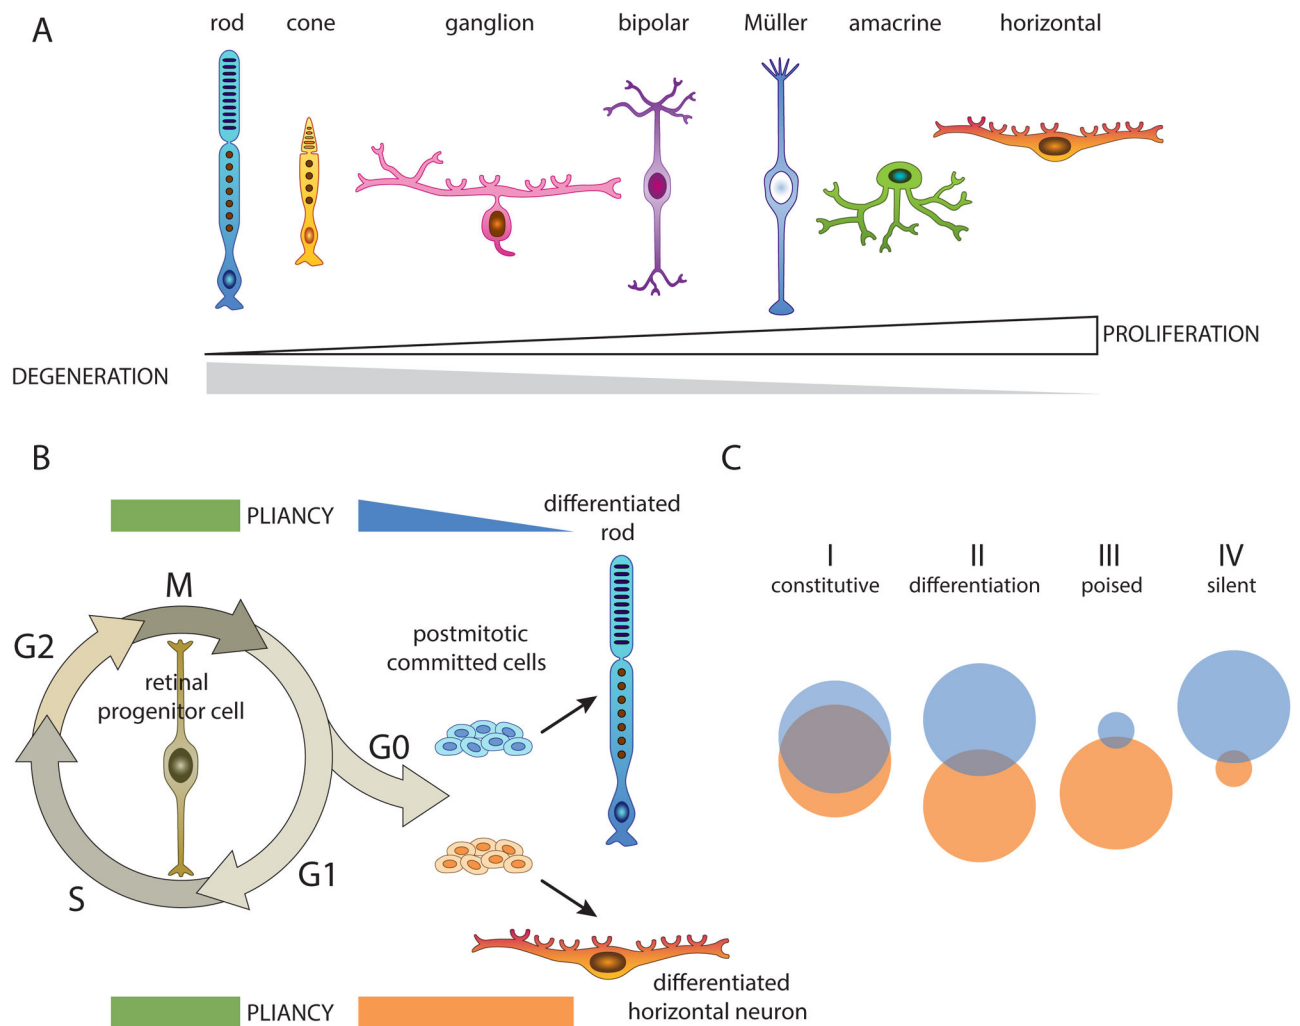 A
rod cone ganglion bipolar Müller amacrine horizontal
PROLIFERATION
DEGENERATION
B
PLIANCY
differentiated
rod
M
G2
retinal
progenitor cell
postmitotic
committed cells
G0
G1
S
differentiated
horizontal neuron
PLIANCY
C
I II III IV
constitutive differentiation poised silent